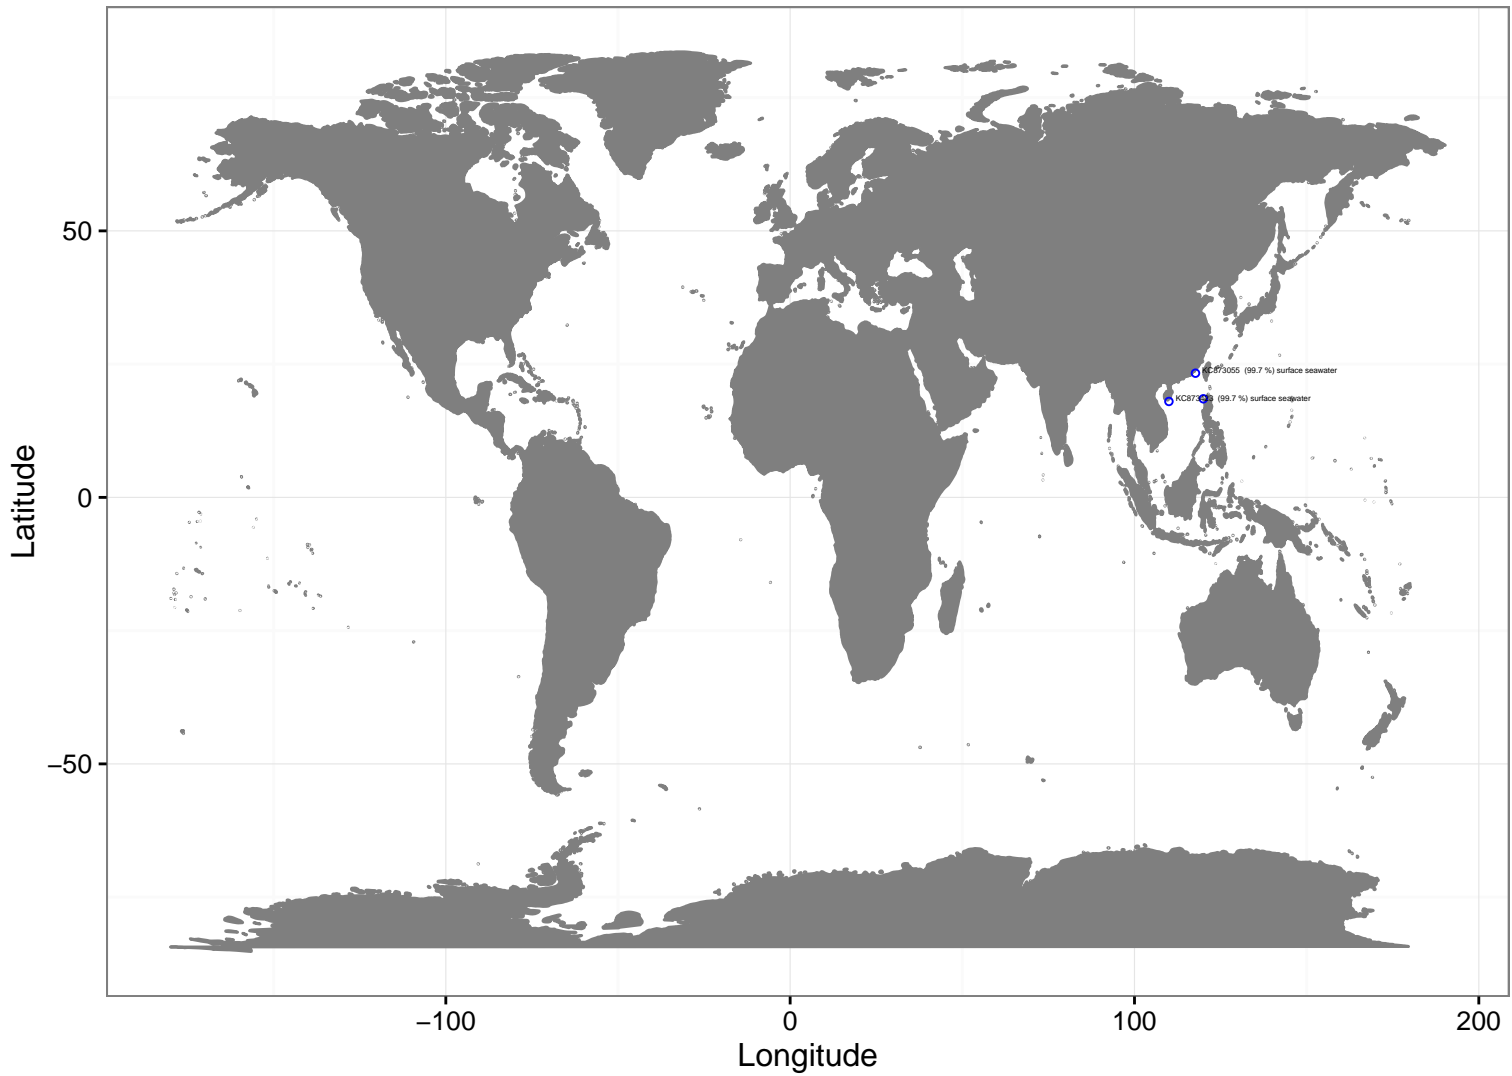 50
KC873055 (99.7 %) surface seawater
(99.7 %) surface seawater
0
−50
−100
0
100
200
Latitude
Longitude